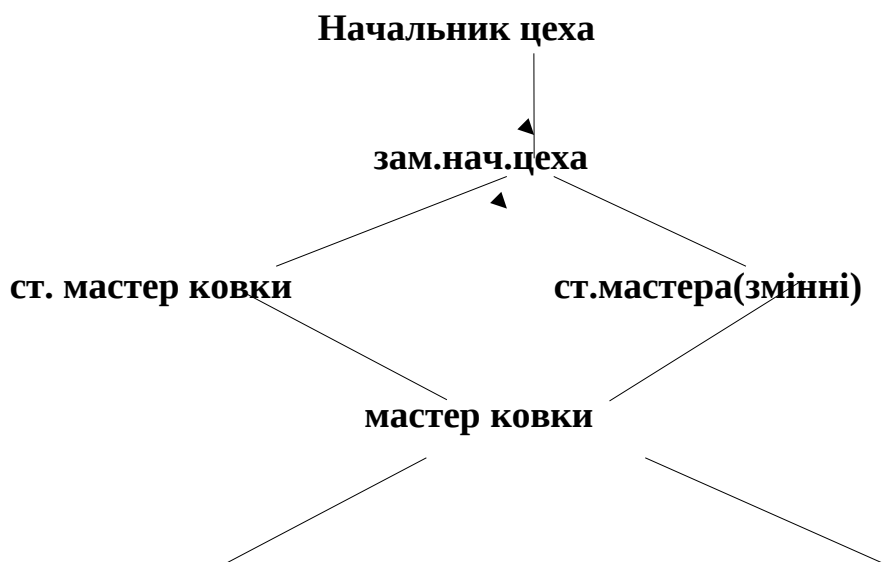 Начальник цеха
зам.нач.цеха
ст. мастер ковки
ст.мастера(змінні)
мастер ковки